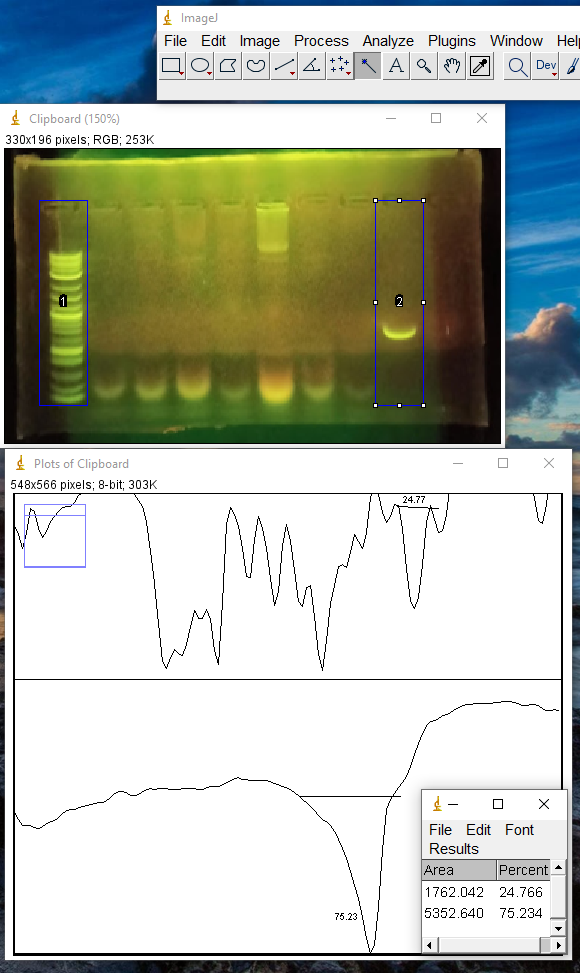 ImageJ
File Edit Image Process Analyze Plugins Window Help
A Dev
Clipboard (150%)
330x196 pixels; RGB; 253K
1 2
Plots of Clipboard
548x566 pixels; 8-bit; 303K
24.77
75.23
File Edit Font
Results
Area Percent
1762.042 24.766
5352.640 75.234